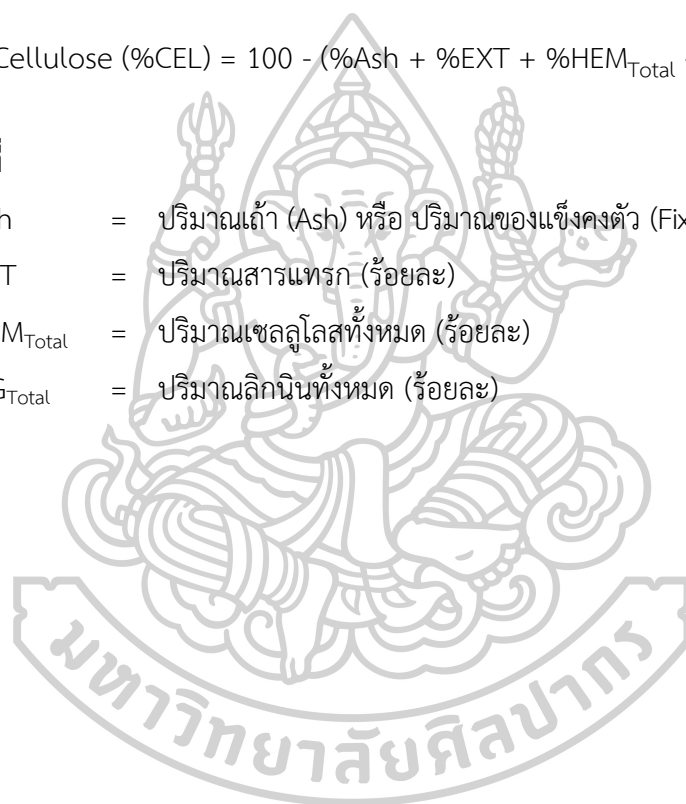 Cellulose (%CEL) = 100 - (%Ash + %EXT + %HEMTotal
= ปริมาณเถ้า (Ash) หรือ ปริมาณของแข็งคงตัว (Fix
= ปริมาณสารแทรก (ร้อยละ)
MTotal = ปริมาณเซลลูโลสทั้งหมด (ร้อยละ)
GTotal = ปริมาณลิกนินทั้งหมด (ร้อยละ)
มหาวิทยาลัยศิลปากร